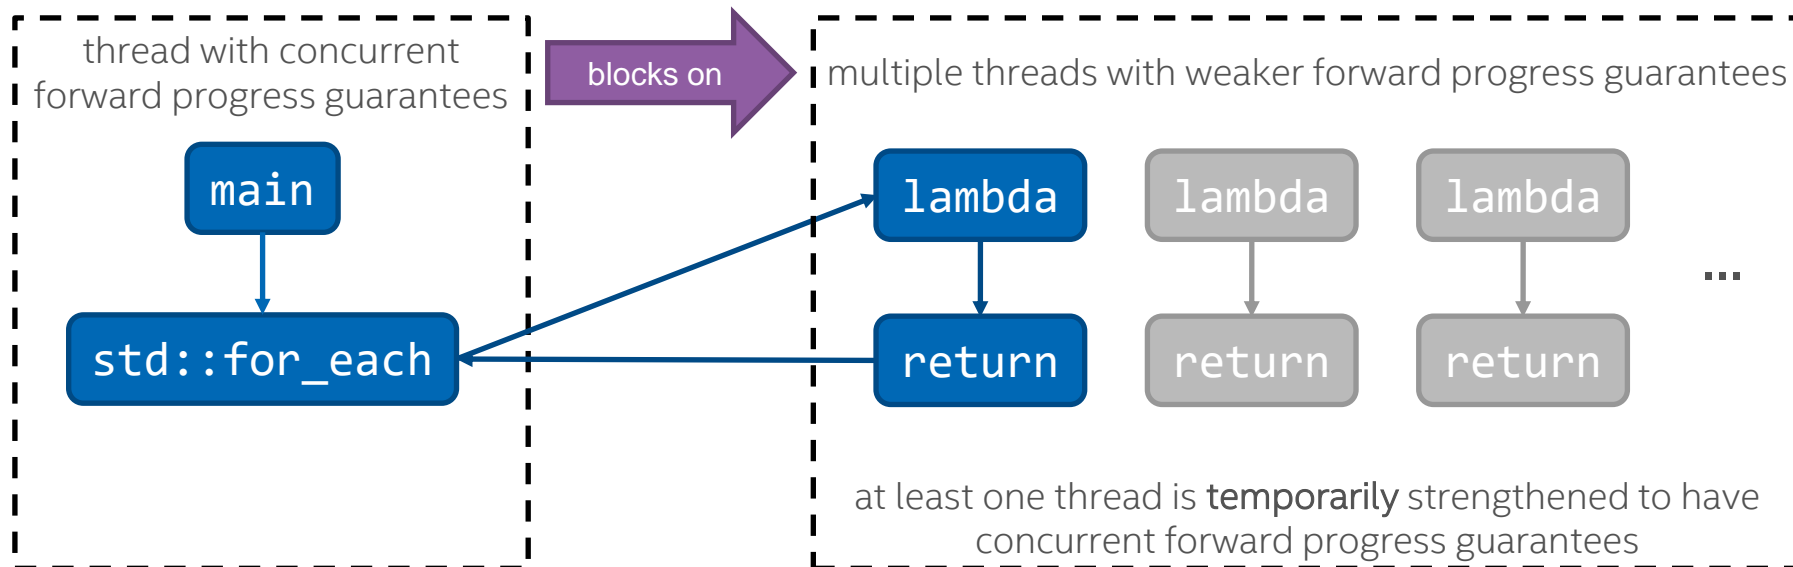 thread with concurrent
forward progress guarantees
main
std::for_each
blocks on
multiple threads with weaker forward progress guarantees
lambda
lambda
lambda
...
return
return
return
at least one thread is temporarily strengthened to have
concurrent forward progress guarantees